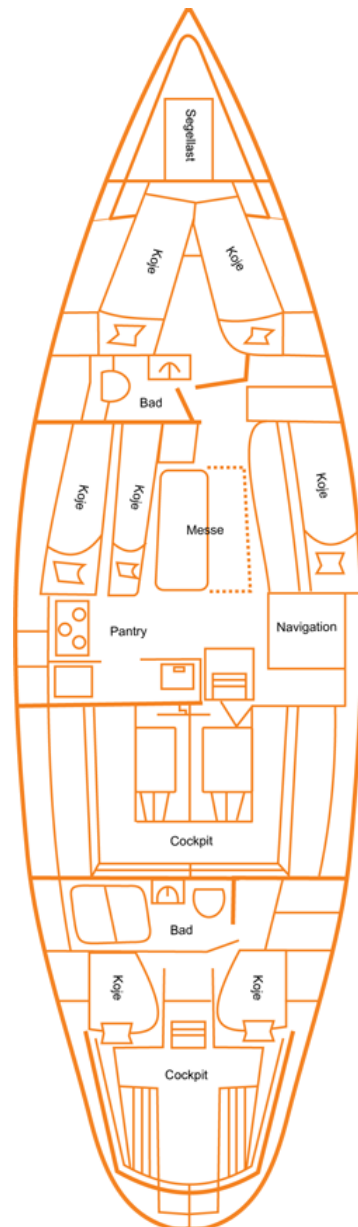 Segellast
Koje
Koje
Bad
Koje
Koje
Koje
Messe
Pantry
Navigation
Cockpit
Bad
Koje
Koje
Cockpit